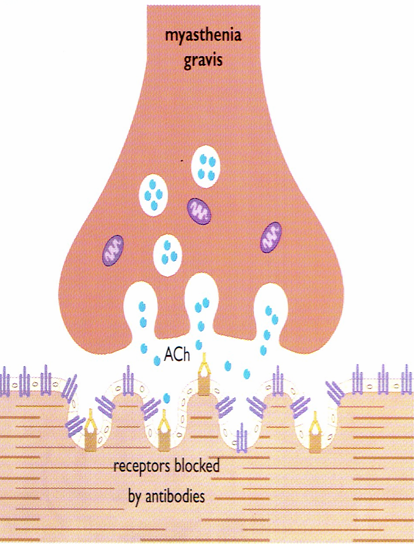 myasthenia
gravis
ACh
receptors blocked
by antibodies